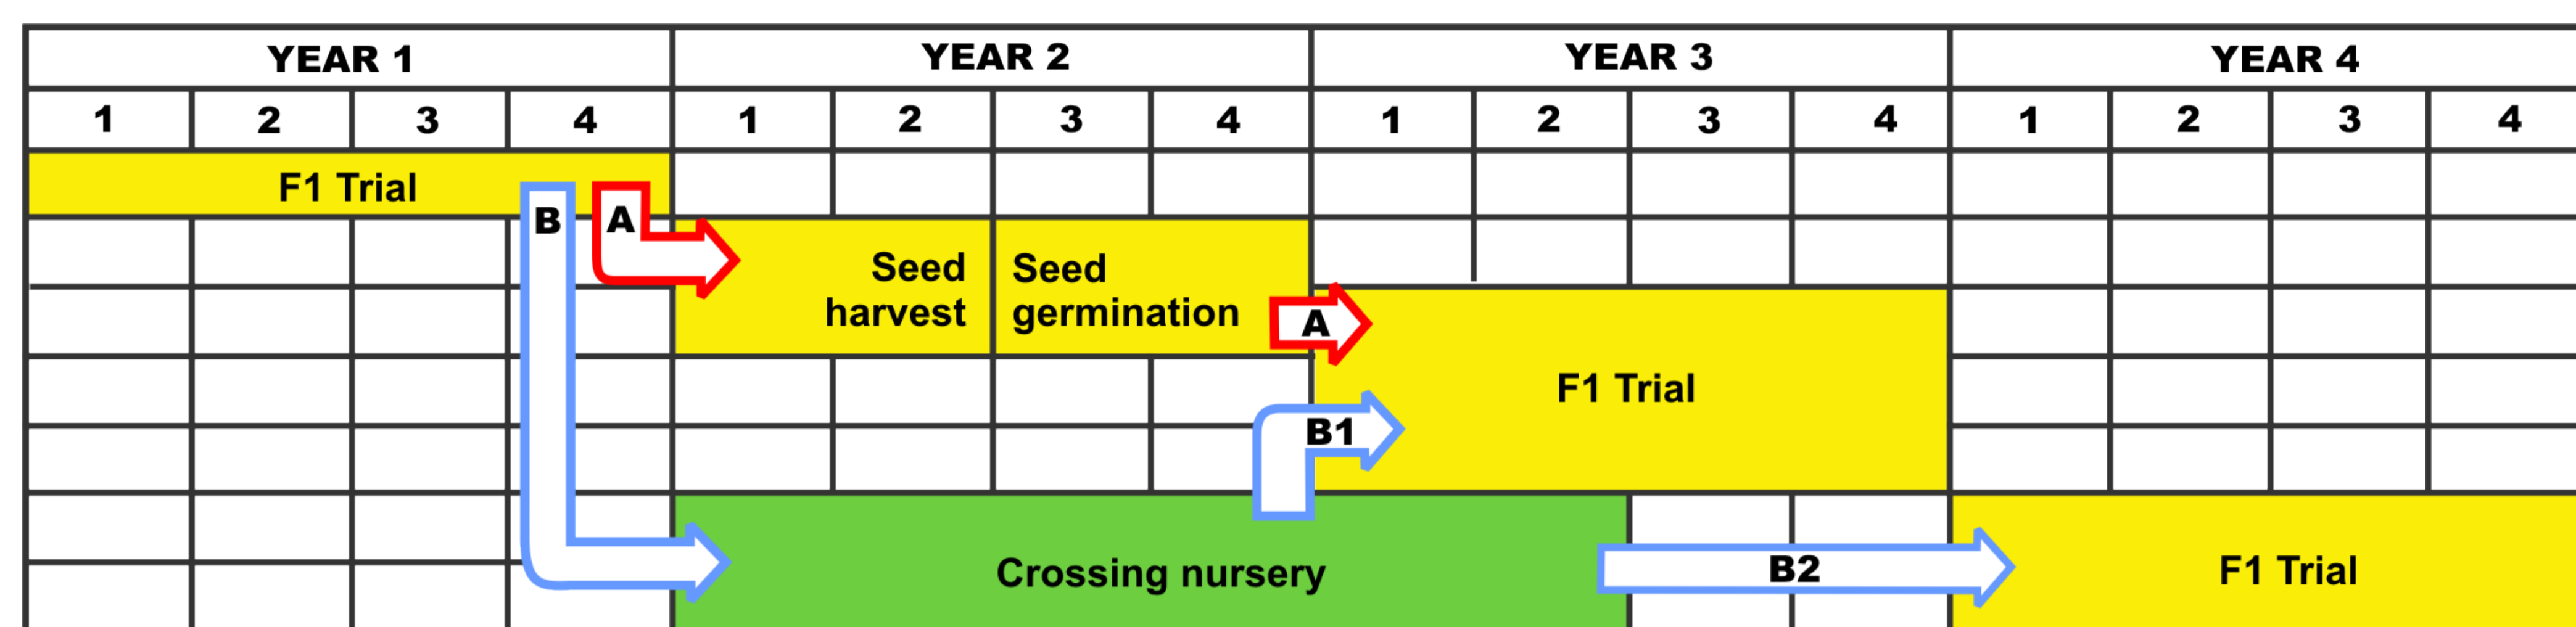 YEAR 1 YEAR 2 YEAR 3 YEAR 4
1 2 3 4 1 2 3 4 1 2 3 4 1 2 3 4
F1 Trial
B A
Seed harvest
Seed germination
A
F1 Trial
B1
Crossing nursery
B2
F1 Trial